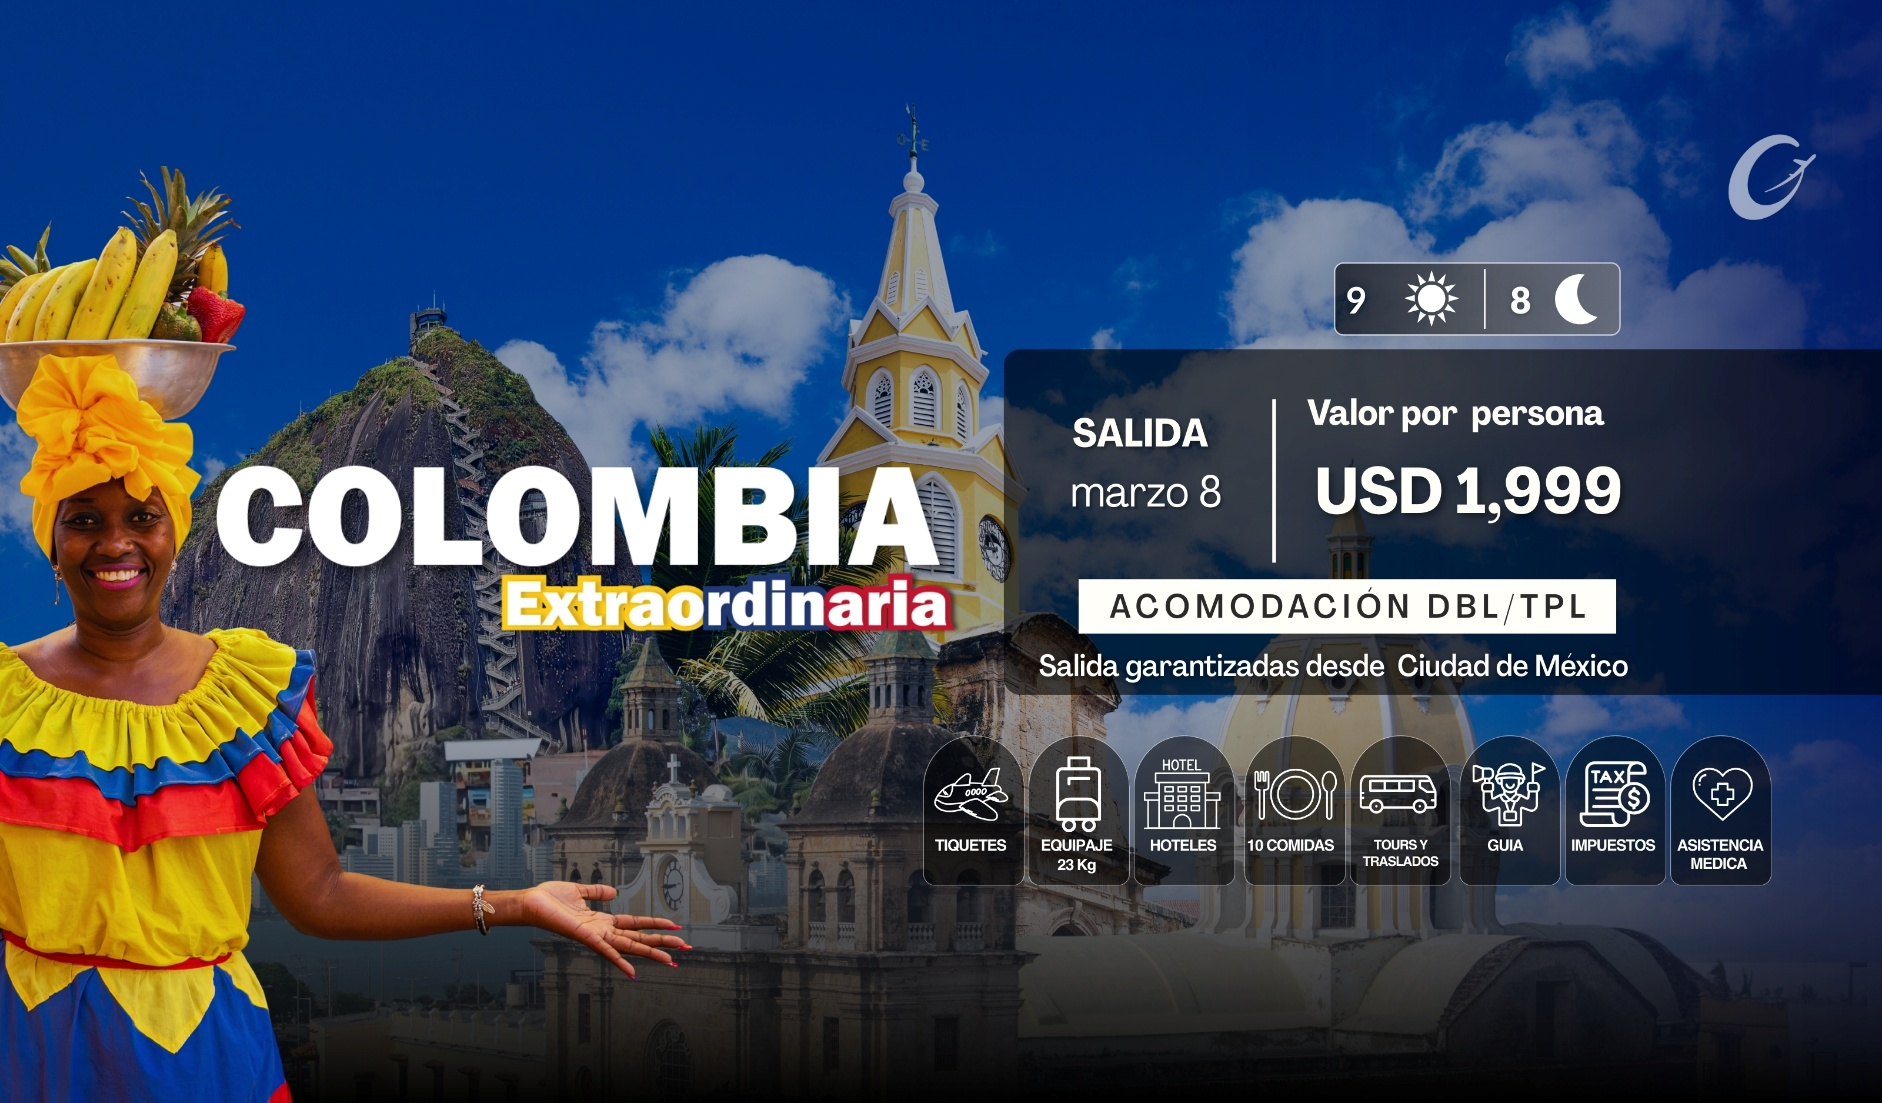 9 8
COLOMBIA
Extraordinaria
SALIDA
marzo 8
Valor por persona
USD 1,999
ACOMODACIÓN DBL/TPL
Salida garantizadas desde Ciudad de México
TIQUETES
EQUIPAJE
23 Kg
HOTEL
HOTELES
10 COMIDAS
TOURS Y
TRASLADOS
GUIA
TAX
$
IMPUESTOS
ASISTENCIA
MEDICA